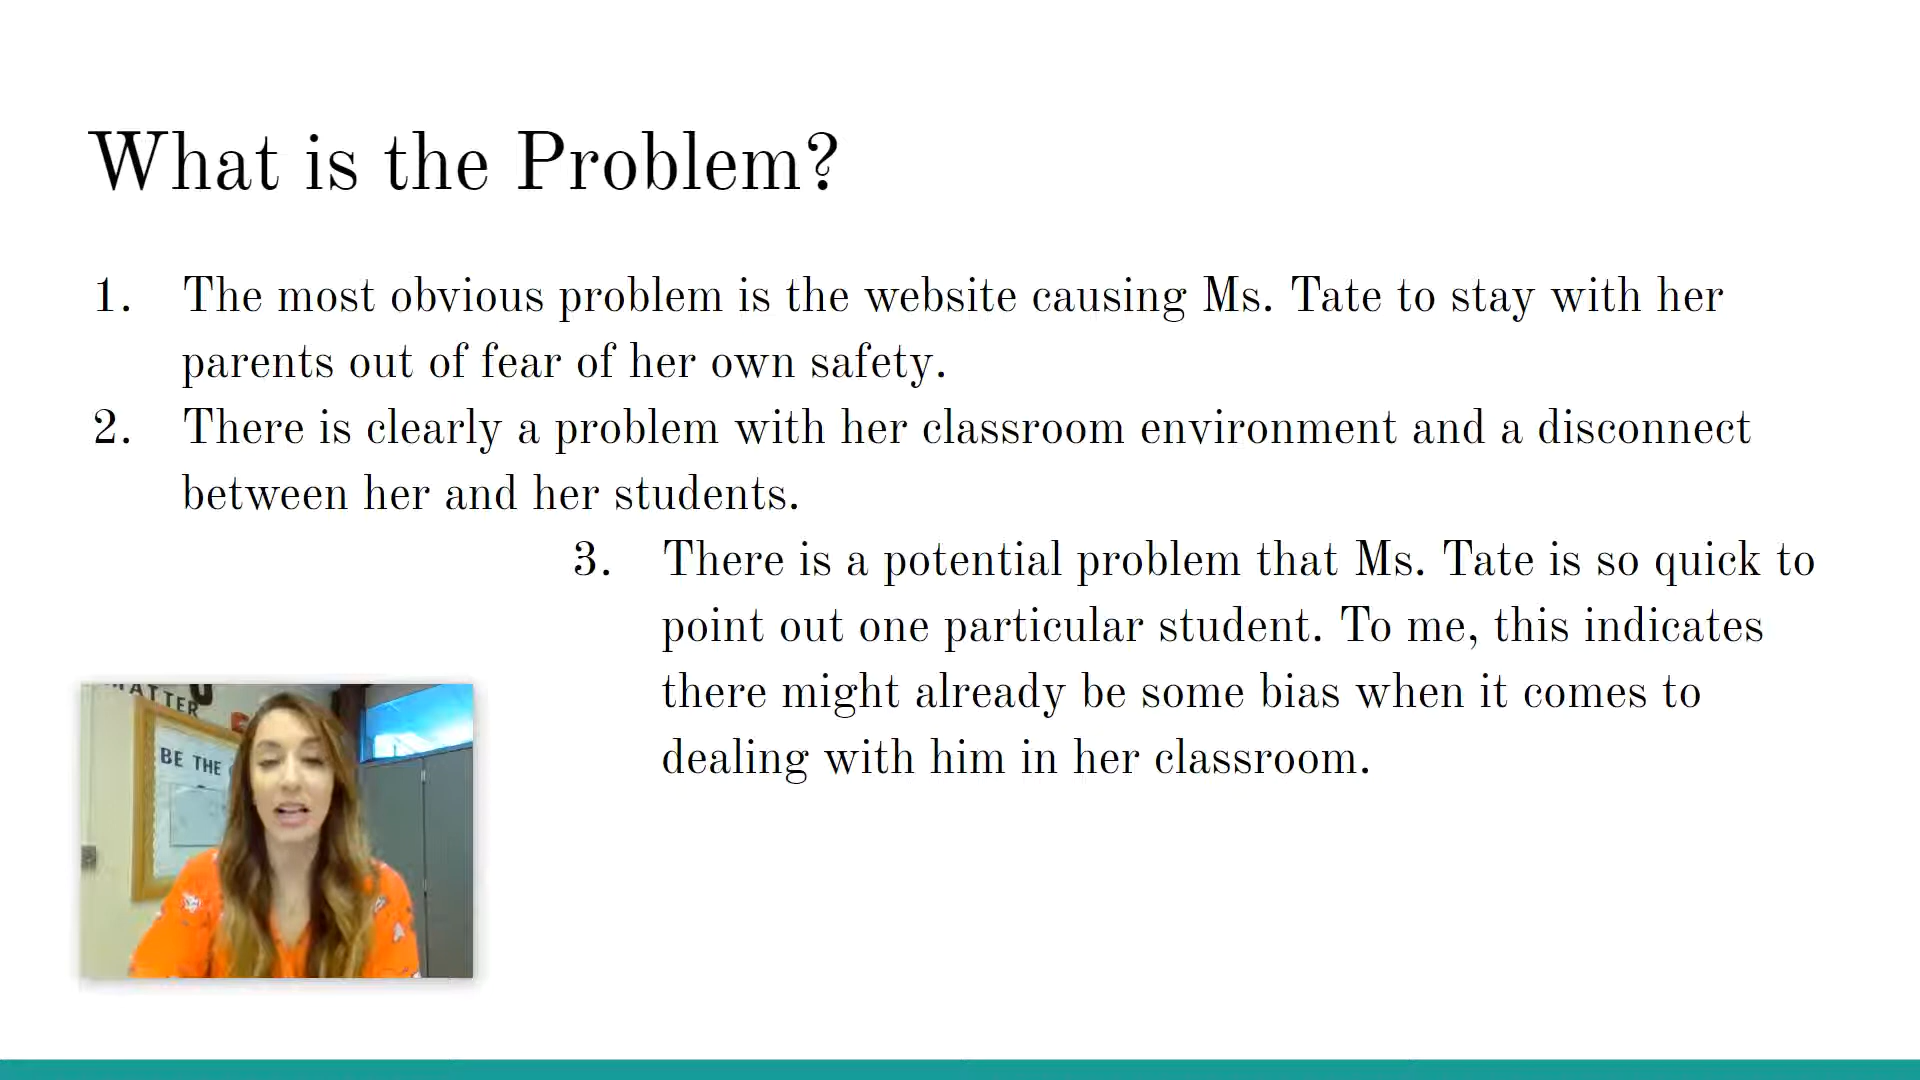 What is the Problem?
1. The most obvious problem is the website causing Ms. Tate to stay with her
parents out of fear of her own safety.
2. There is clearly a problem with her classroom environment and a disconnect
between her and her students.
3. There is a potential problem that Ms. Tate is so quick to
point out one particular student. To me, this indicates
there might already be some bias when it comes to
dealing with him in her classroom.
MATTER
BE THE